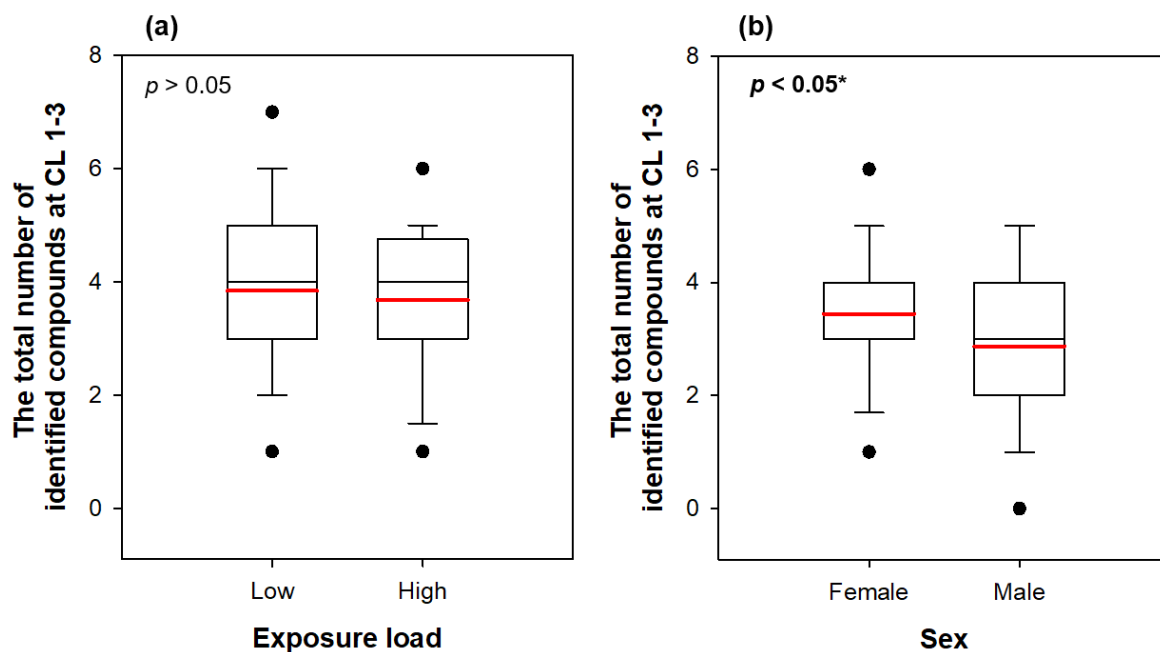 (a)
The total number of
identified compounds at CL 1-3
8
6
4
2
0
p > 0.05
Low High
Exposure load
(b)
The total number of
identified compounds at CL 1-3
8
6
4
2
0
p < 0.05*
Female Male
Sex